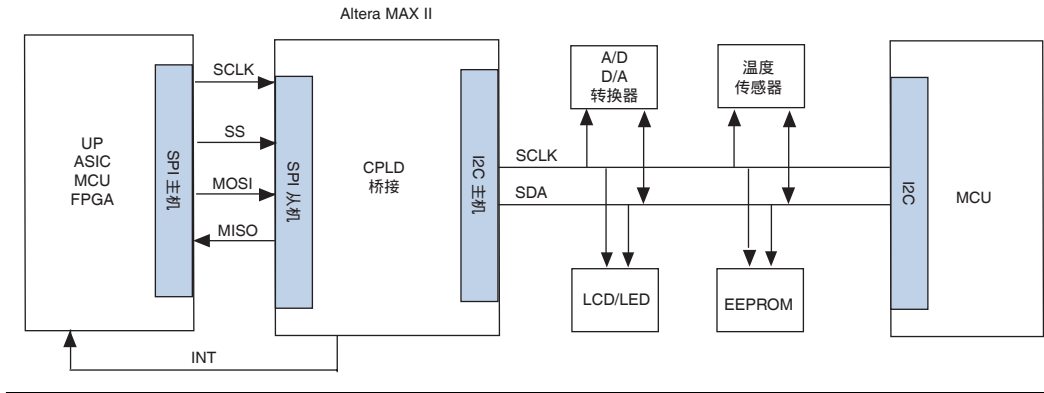 Altera MAX II
UP
ASIC
MCU
FPGA
SPI 主机
SCLK
SS
MOSI
MISO
INT
SPI 从机
CPLD
桥接
I2C 主机
SCLK
SDA
A/D
D/A
转换器
温度
传感器
LCD/LED
EEPROM
I2C
MCU